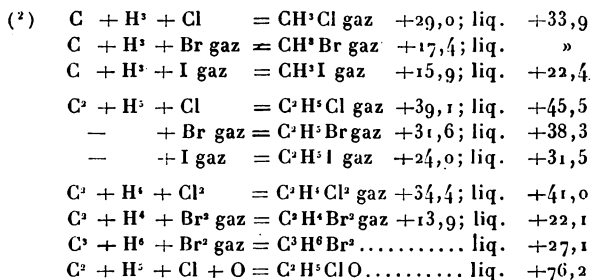 (²) C + H³ + Cl = CH³Cl gaz +29,0; liq. +33,9
C + H³ + Br gaz = CH³Br gaz +17,4; liq. »
C + H³ + I gaz = CH³I gaz +15,9; liq. +22,4
C² + H⁵ + Cl = C²H⁵Cl gaz +39,1; liq. +45,5
— + Br gaz = C²H⁵Br gaz +31,6; liq. +38,3
— + I gaz = C²H⁵I gaz +24,0; liq. +31,5
C² + H⁴ + Cl² = C²H⁴Cl² gaz +34,4; liq. +41,0
C² + H⁴ + Br² gaz = C²H⁴Br² gaz +13,9; liq. +22,1
C³ + H⁶ + Br² gaz = C³H⁶Br².......... liq. +27,1
C² + H⁵ + Cl + O = C²H⁵ClO......... liq. +76,2